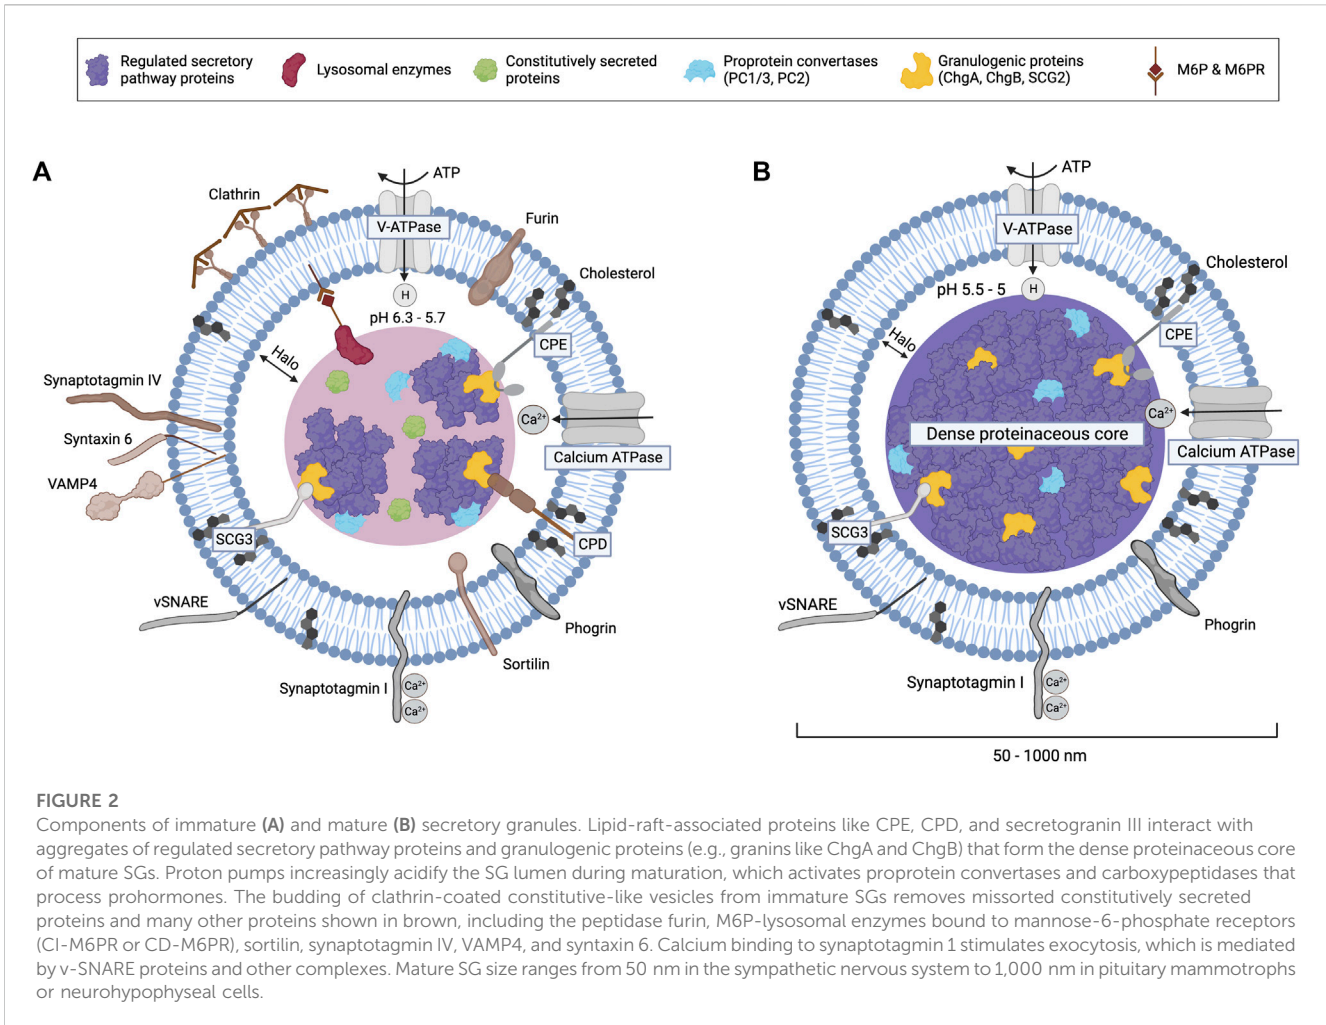 Regulated secretory
pathway proteins
Lysosomal enzymes
Constitutively secreted
proteins
Proprotein convertases
(PC1/3, PC2)
Granulogenic proteins
(ChgA, ChgB, SCG2)
M6P & M6PR
A
Clathrin
ATP
V-ATPase
Furin
Cholesterol
H
pH 6.3 - 5.7
CPE
Halo
Synaptotagmin IV
Ca²⁺
Syntaxin 6
Calcium ATPase
VAMP4
SCG3
CPD
vSNARE
Phogrin
Sortilin
Synaptotagmin I
Ca²⁺
Ca²⁺
B
ATP
V-ATPase
Cholesterol
pH 5.5 - 5
H
CPE
Halo
Ca²⁺
Dense proteinaceous core
Calcium ATPase
SCG3
vSNARE
Phogrin
Synaptotagmin I
Ca²⁺
Ca²⁺
50 - 1000 nm
FIGURE 2
Components of immature (A) and mature (B) secretory granules. Lipid-raft-associated proteins like CPE, CPD, and secretogranin III interact with
aggregates of regulated secretory pathway proteins and granulogenic proteins (e.g., granins like ChgA and ChgB) that form the dense proteinaceous core
of mature SGs. Proton pumps increasingly acidify the SG lumen during maturation, which activates proprotein convertases and carboxypeptidases that
process prohormones. The budding of clathrin-coated constitutive-like vesicles from immature SGs removes missorted constitutively secreted
proteins and many other proteins shown in brown, including the peptidase furin, M6P-lysosomal enzymes bound to mannose-6-phosphate receptors
(CI-M6PR or CD-M6PR), sortilin, synaptotagmin IV, VAMP4, and syntaxin 6. Calcium binding to synaptotagmin 1 stimulates exocytosis, which is mediated
by v-SNARE proteins and other complexes. Mature SG size ranges from 50 nm in the sympathetic nervous system to 1,000 nm in pituitary mammotrophs
or neurohypophyseal cells.